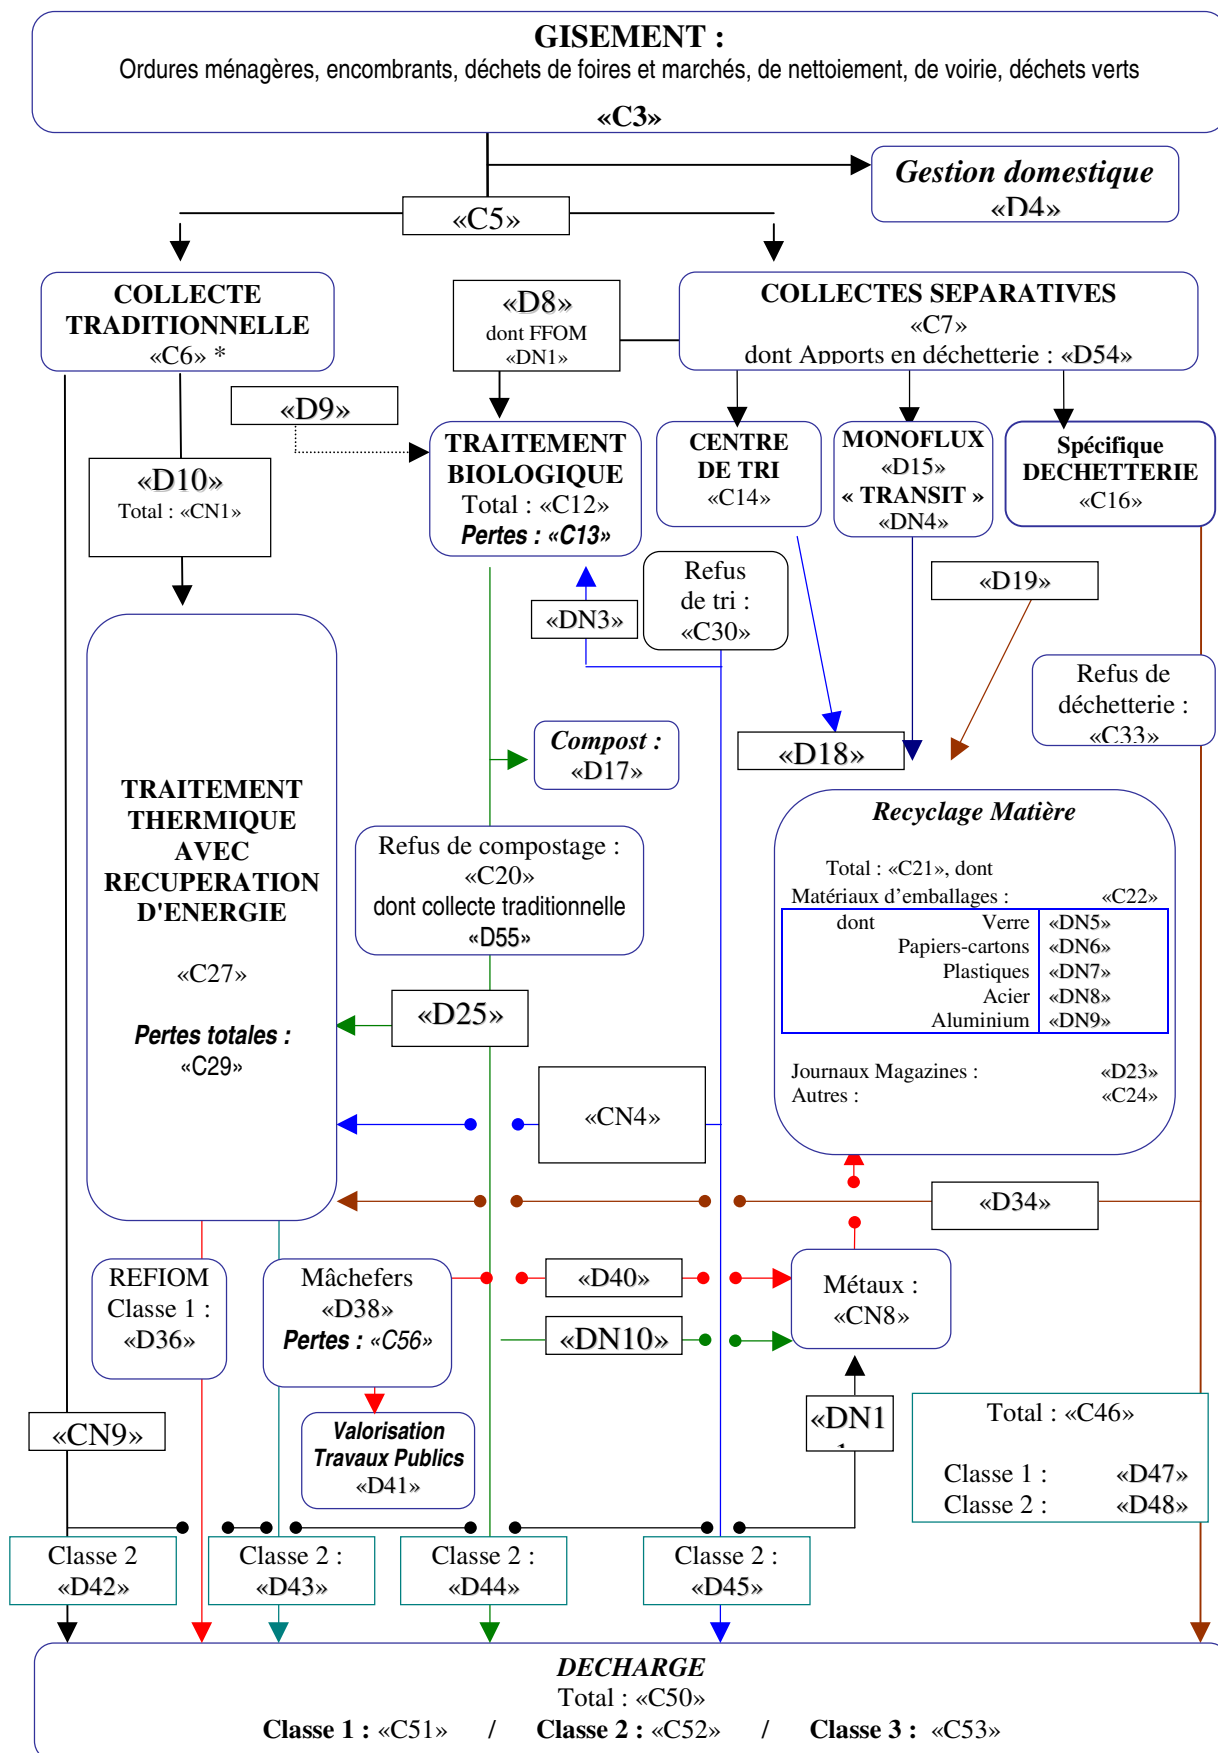 GISEMENT :
Ordures ménagères, encombrants, déchets de foires et marchés, de nettoiement, de voirie, déchets verts
«C3»
Gestion domestique
«D4»
«C5»
COLLECTE
TRADITIONNELLE
«C6» *
«D8»
dont FFOM
«DN1»
COLLECTES SEPARATIVES
«C7»
dont Apports en déchetterie : «D54»
«D9»
«D10»
Total : «CN1»
TRAITEMENT
BIOLOGIQUE
Total : «C12»
Pertes : «C13»
CENTRE
DE TRI
«C14»
MONOFLUX
«D15»
« TRANSIT »
«DN4»
Spécifique
DECHETTERIE
«C16»
Refus
de tri :
«C30»
«DN3»
«D19»
Refus de
déchetterie :
«C33»
Compost :
«D17»
«D18»
TRAITEMENT
THERMIQUE
AVEC
RECUPERATION
D'ENERGIE
«C27»
Pertes totales :
«C29»
Refus de compostage :
«C20»
dont collecte traditionnelle
«D55»
«D25»
«CN4»
Recyclage Matière
Total : «C21», dont
Matériaux d’emballages : «C22»
dont Verre «DN5»
Papiers-cartons «DN6»
Plastiques «DN7»
Acier «DN8»
Aluminium «DN9»
Journaux Magazines : «D23»
Autres : «C24»
«D34»
REFIOM
Classe 1 :
«D36»
Mâchefers
«D38»
Pertes : «C56»
«D40»
«DN10»
Métaux :
«CN8»
«CN9»
Valorisation
Travaux Publics
«D41»
«DN1
Total : «C46»
Classe 1 : «D47»
Classe 2 : «D48»
Classe 2
«D42»
Classe 2 :
«D43»
Classe 2 :
«D44»
Classe 2 :
«D45»
DECHARGE
Total : «C50»
Classe 1 : «C51» / Classe 2 : «C52» / Classe 3 : «C53»